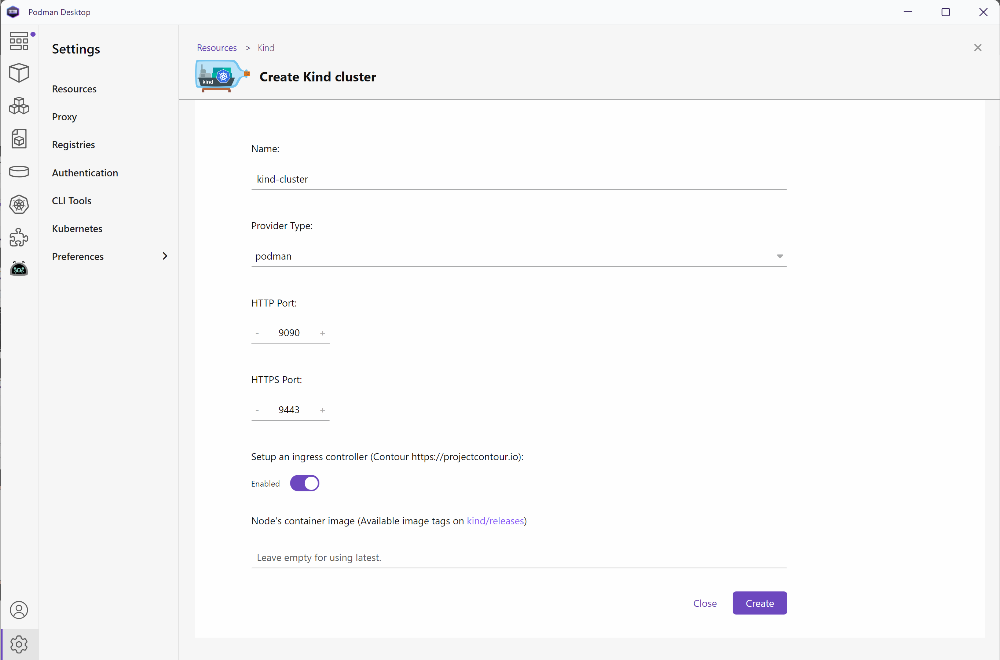 Podman Desktop
Settings
Resources
Proxy
Registries
Authentication
CLI Tools
Kubernetes
Preferences
Resources > Kind
kind
Create Kind cluster
Name:
kind-cluster
Provider Type:
podman
HTTP Port:
- 9090 +
HTTPS Port:
- 9443 +
Setup an ingress controller (Contour https://projectcontour.io):
Enabled
Node’s container image (Available image tags on kind/releases)
Leave empty for using latest.
Close Create